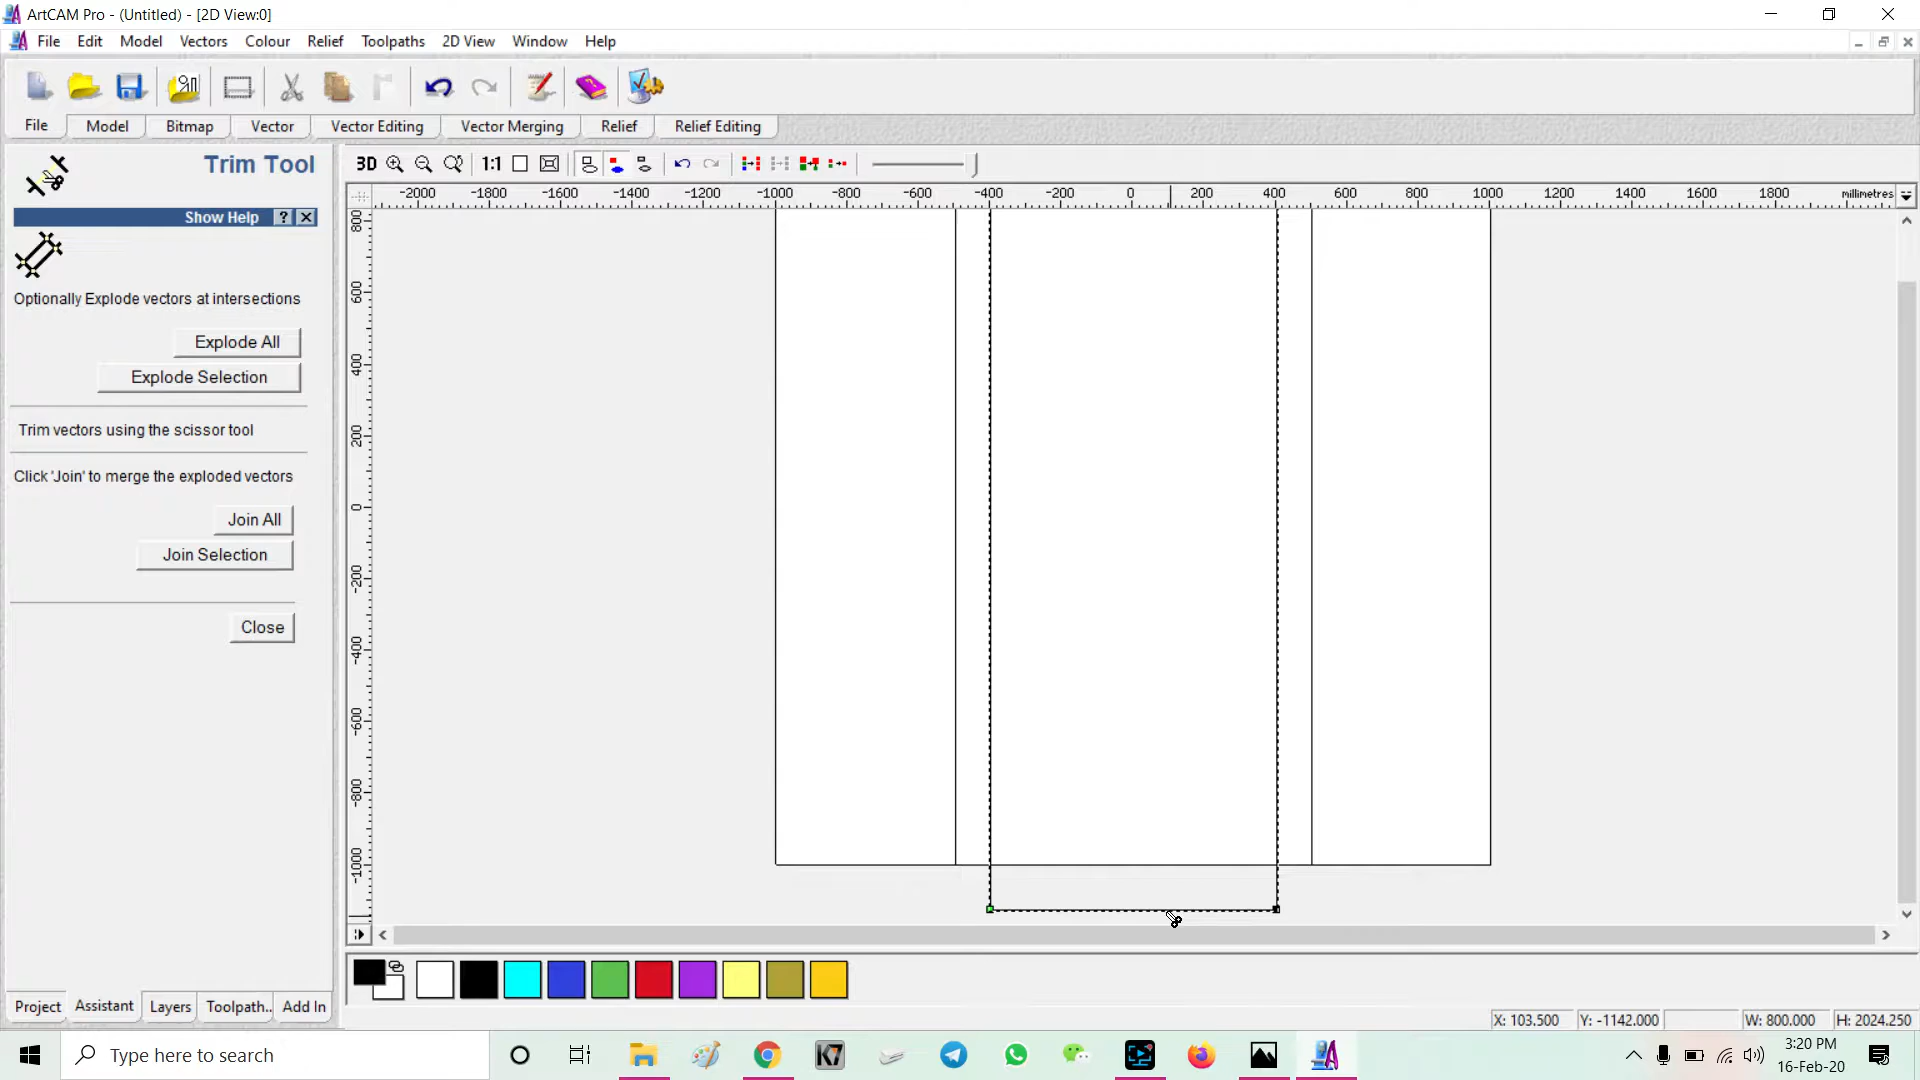 ArtCAM Pro - (Untitled) - [2D View:0]
File Edit Model Vectors Colour Relief Toolpaths 2D View Window Help
File Model Bitmap Vector Vector Editing Vector Merging Relief Relief Editing
Trim Tool
3D 1:1
Show Help ?
-2000 -1800 -1600 -1400 -1200 -1000 -800 -600 -400 -200 0 200 400 600 800 1000 1200 1400 1600 1800 millimetres
800
600
400
200
0
-200
-400
-600
-800
-1000
Optionally Explode vectors at intersections
Explode All
Explode Selection
Trim vectors using the scissor tool
Click 'Join' to merge the exploded vectors
Join All
Join Selection
Close
Project Assistant Layers Toolpath.. Add In
X: 103.500 Y: -1142.000 W: 800.000 H: 2024.250
Type here to search
K7
3:20 PM
16-Feb-20